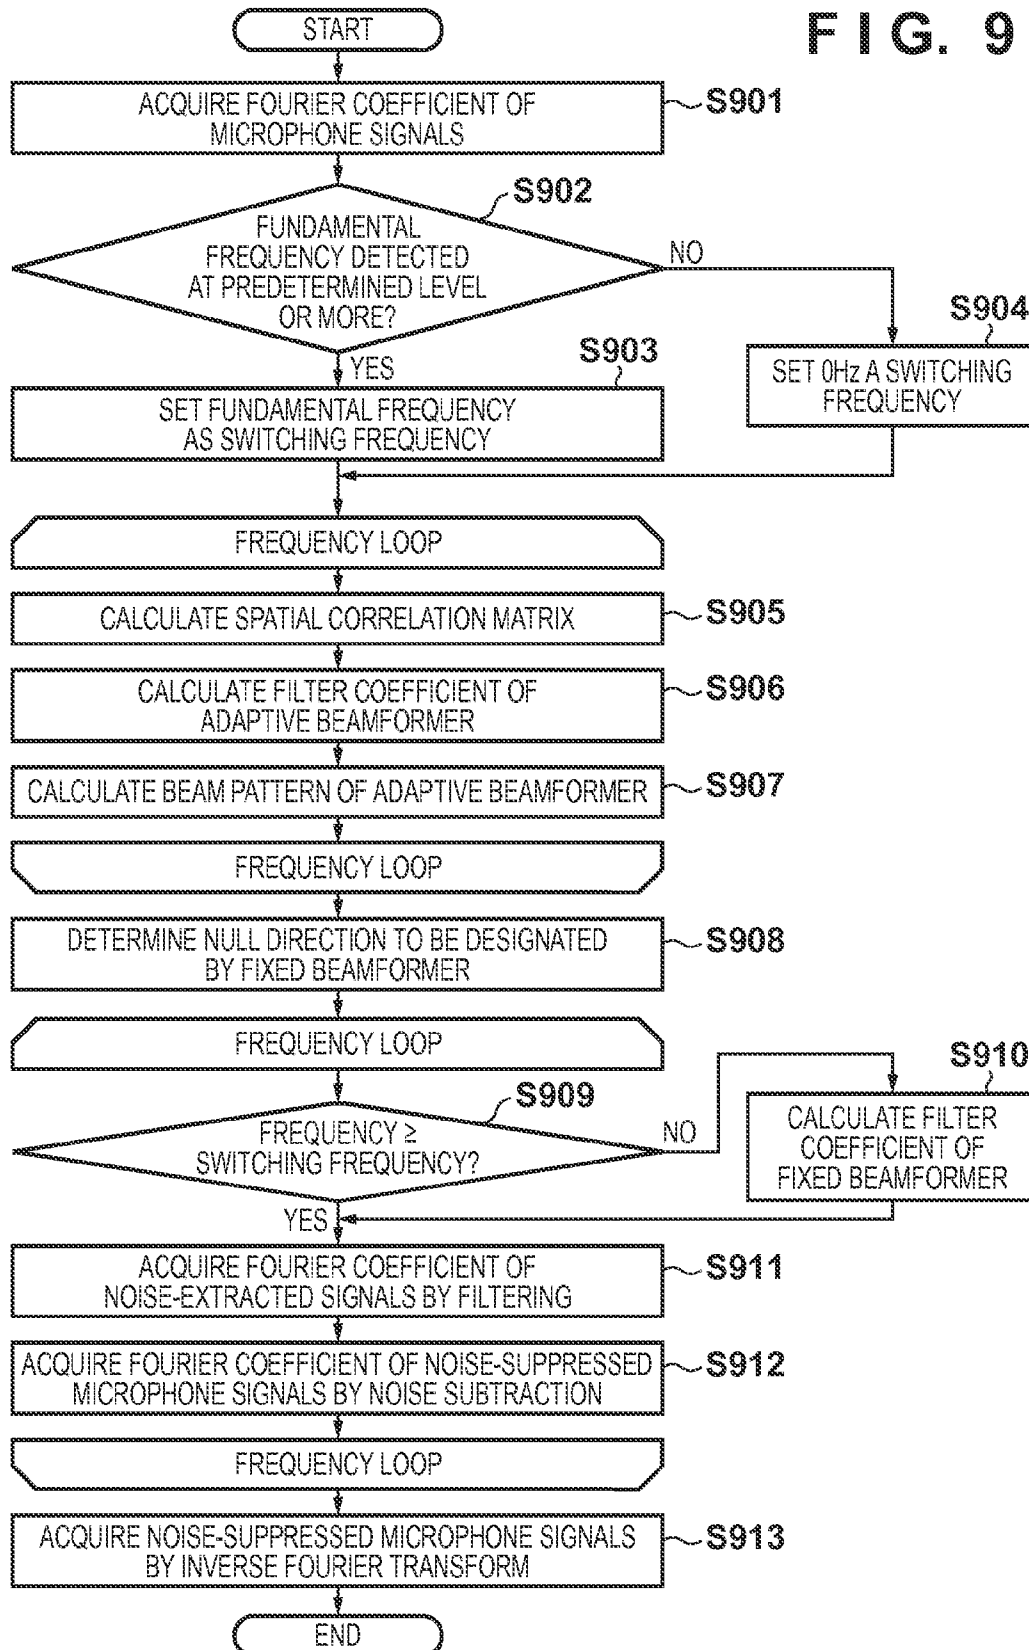 START
FIG. 9
ACQUIRE FOURIER COEFFICIENT OF
MICROPHONE SIGNALS
S901
S902
FUNDAMENTAL
FREQUENCY DETECTED
AT PREDETERMINED LEVEL
OR MORE?
NO
YES
S903
S904
SET FUNDAMENTAL FREQUENCY
AS SWITCHING FREQUENCY
SET 0Hz A SWITCHING
FREQUENCY
FREQUENCY LOOP
CALCULATE SPATIAL CORRELATION MATRIX
S905
CALCULATE FILTER COEFFICIENT OF
ADAPTIVE BEAMFORMER
S906
CALCULATE BEAM PATTERN OF ADAPTIVE BEAMFORMER
S907
FREQUENCY LOOP
DETERMINE NULL DIRECTION TO BE DESIGNATED
BY FIXED BEAMFORMER
S908
FREQUENCY LOOP
S909
FREQUENCY ≥
SWITCHING FREQUENCY?
NO
S910
CALCULATE FILTER
COEFFICIENT OF
FIXED BEAMFORMER
YES
ACQUIRE FOURIER COEFFICIENT OF
NOISE-EXTRACTED SIGNALS BY FILTERING
S911
ACQUIRE FOURIER COEFFICIENT OF NOISE-SUPPRESSED
MICROPHONE SIGNALS BY NOISE SUBTRACTION
S912
FREQUENCY LOOP
ACQUIRE NOISE-SUPPRESSED MICROPHONE SIGNALS
BY INVERSE FOURIER TRANSFORM
S913
END